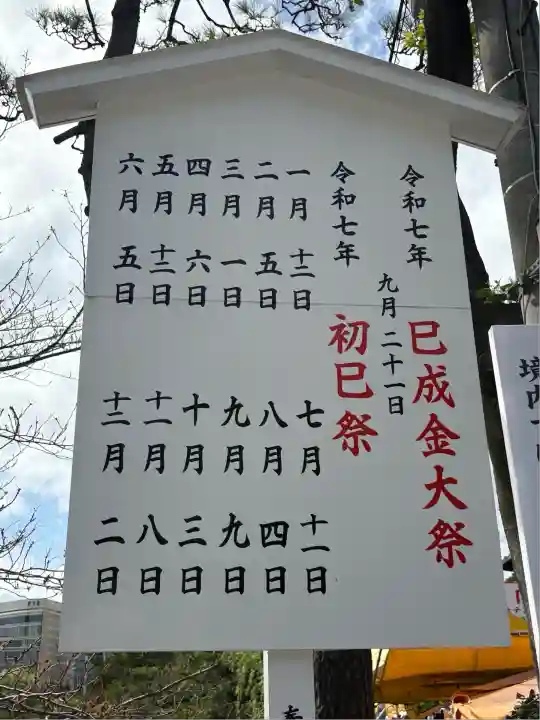 令和七年 巳成金大祭
九月二十一日
令和七年 初巳祭
一月 十二日
二月 五日
三月 一日
四月 六日
五月 十二日
六月 五日
七月 十一日
八月 四日
九月 九日
十月 三日
十一月 八日
十二月 二日
境内